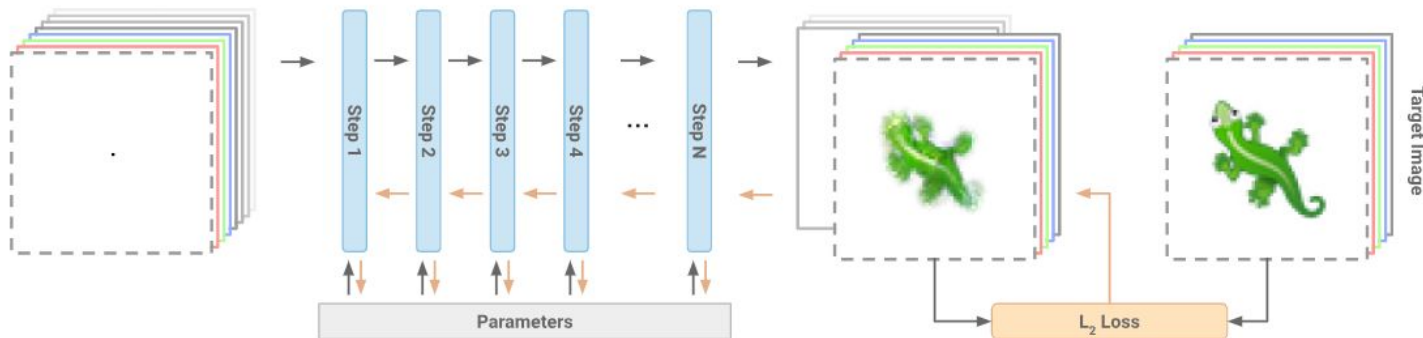 Step 1
Step 2
Step 3
Step 4
...
Step N
Target Image
Parameters
L₂ Loss